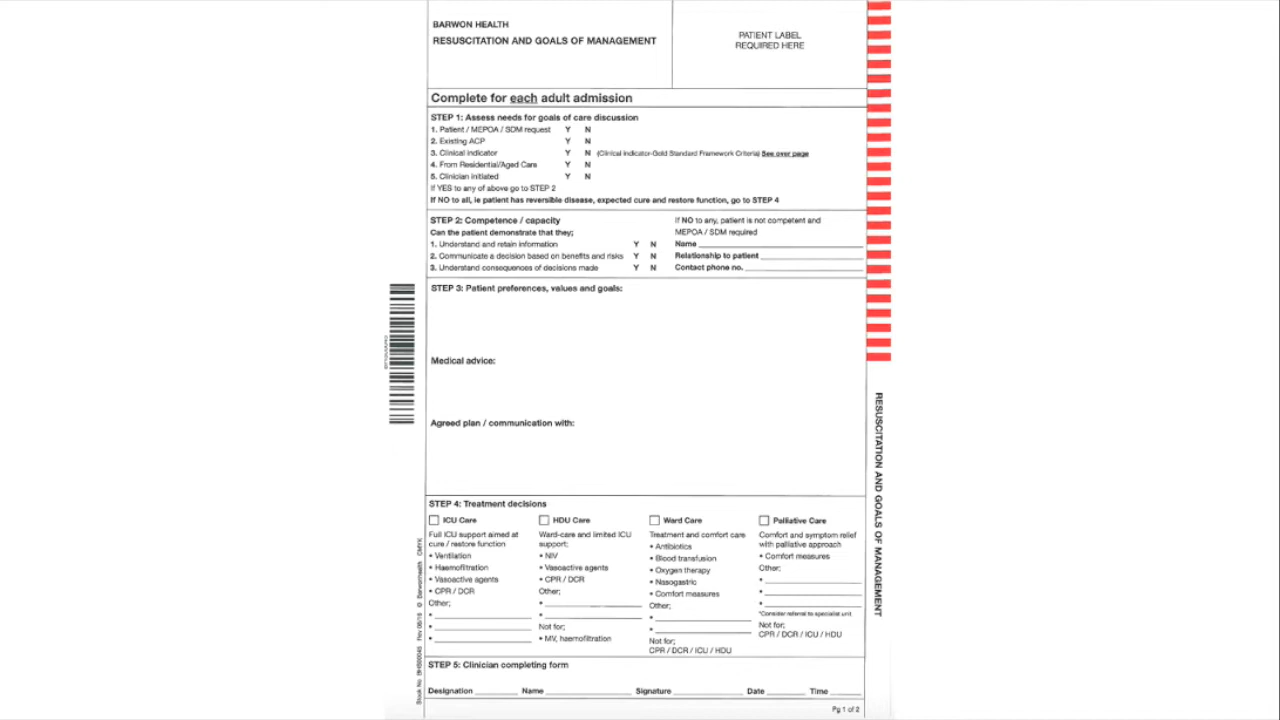 BARWON HEALTH
RESUSCITATION AND GOALS OF MANAGEMENT
PATIENT LABEL
REQUIRED HERE
Complete for each adult admission
STEP 1: Assess needs for goals of care discussion
1. Patient / MEPOA / SDM request Y N
2. Existing ACP Y N
3. Clinical indicator Y N (Clinical indicator-Gold Standard Framework Criteria) See over page
4. From Residential/Aged Care Y N
5. Clinician initiated Y N
If YES to any of above go to STEP 2
If NO to all, ie patient has reversible disease, expected cure and restore function, go to STEP 4
STEP 2: Competence / capacity
Can the patient demonstrate that they;
1. Understand and retain information Y N
2. Communicate a decision based on benefits and risks Y N
3. Understand consequences of decisions made Y N
If NO to any, patient is not competent and
MEPOA / SDM required
Name
Relationship to patient
Contact phone no.
STEP 3: Patient preferences, values and goals:
Medical advice:
Agreed plan / communication with:
STEP 4: Treatment decisions
ICU Care
Full ICU support aimed at
cure / restore function
• Ventilation
• Haemofiltration
• Vasoactive agents
• CPR / DCR
Other;
•
•
•
HDU Care
Ward-care and limited ICU
support;
• NIV
• Vasoactive agents
• CPR / DCR
Other;
•
•
Not for;
• MV, haemofiltration
Ward Care
Treatment and comfort care
• Antibiotics
• Blood transfusion
• Oxygen therapy
• Nasogastric
• Comfort measures
Other;
•
•
Not for;
CPR / DCR / ICU / HDU
Palliative Care
Comfort and symptom relief
with palliative approach
• Comfort measures
Other;
•
•
•
*Consider referral to specialist unit
Not for;
CPR / DCR / ICU / HDU
STEP 5: Clinician completing form
Designation Name Signature Date Time
Pg 1 of 2
RESUSCITATION AND GOALS OF MANAGEMENT